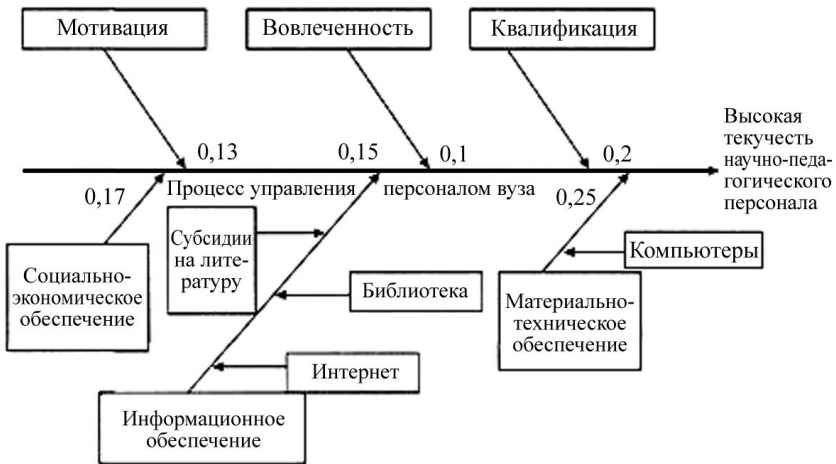 Мотивация
Вовлеченность
Квалификация
Высокая
текучесть
научно-педа-
гогического
персонала
0,13
0,15
0,1
0,2
0,17
Процесс управления персоналом вуза
0,25
Социально-
экономическое
обеспечение
Субсидии
на лите-
ратуру
Библиотека
Интернет
Информационное
обеспечение
Компьютеры
Материально-
техническое
обеспечение